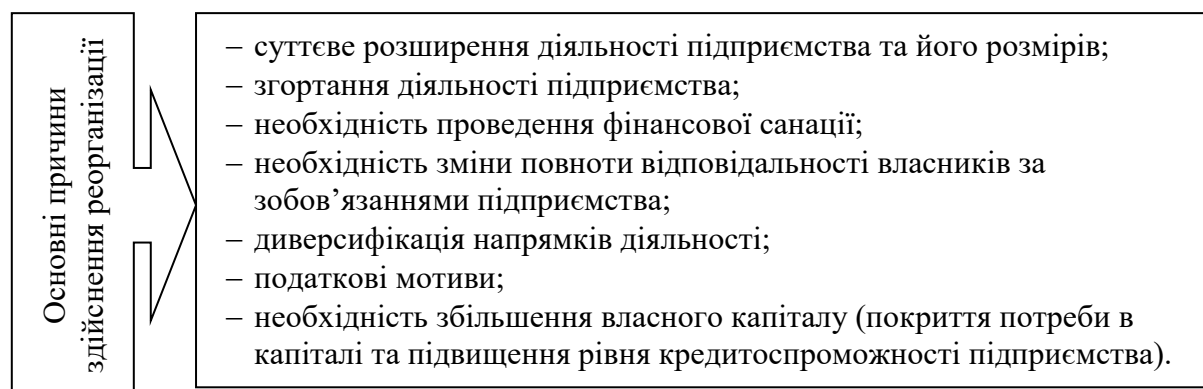 Основні причини
здійснення реорганізації
– суттєве розширення діяльності підприємства та його розмірів;
– згортання діяльності підприємства;
– необхідність проведення фінансової санації;
– необхідність зміни повноти відповідальності власників за
зобов’язаннями підприємства;
– диверсифікація напрямків діяльності;
– податкові мотиви;
– необхідність збільшення власного капіталу (покриття потреби в
капіталі та підвищення рівня кредитоспроможності підприємства).